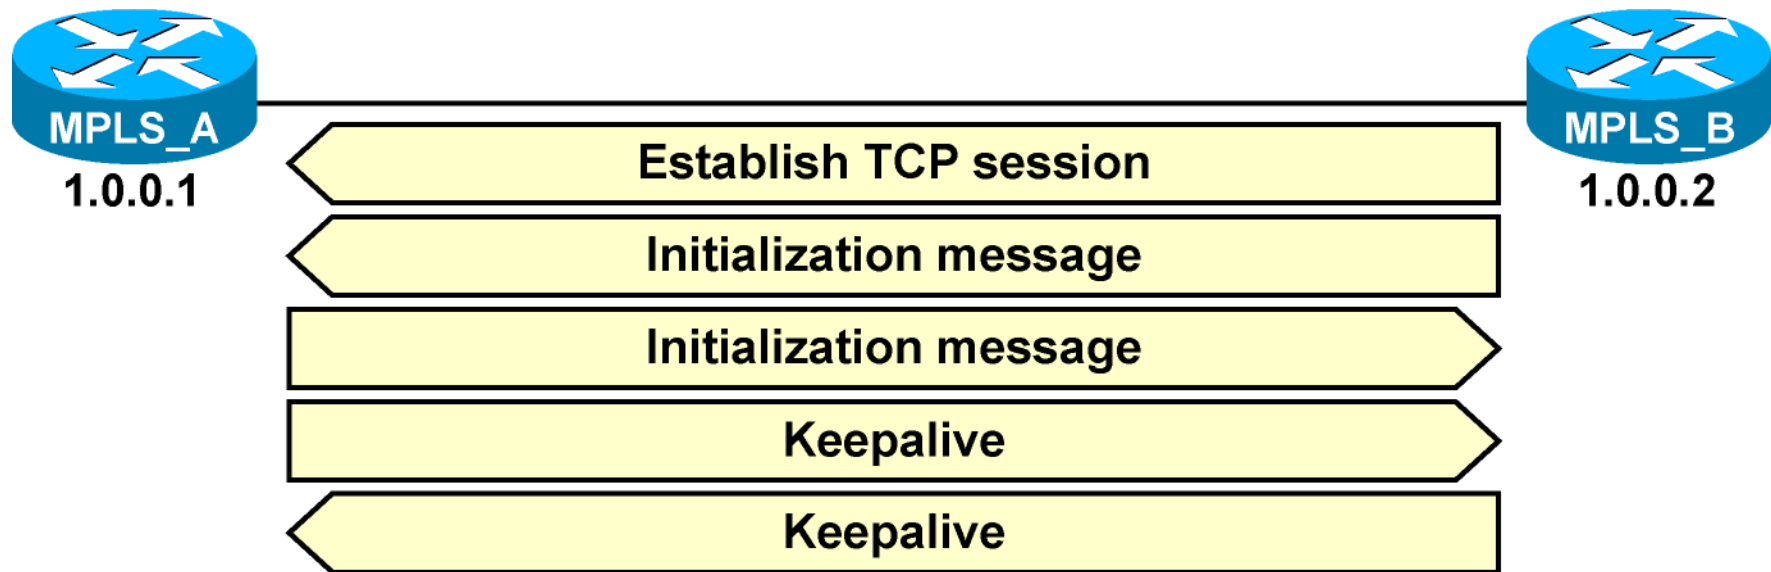 MPLS_A
1.0.0.1
MPLS_B
1.0.0.2
Establish TCP session
Initialization message
Initialization message
Keepalive
Keepalive